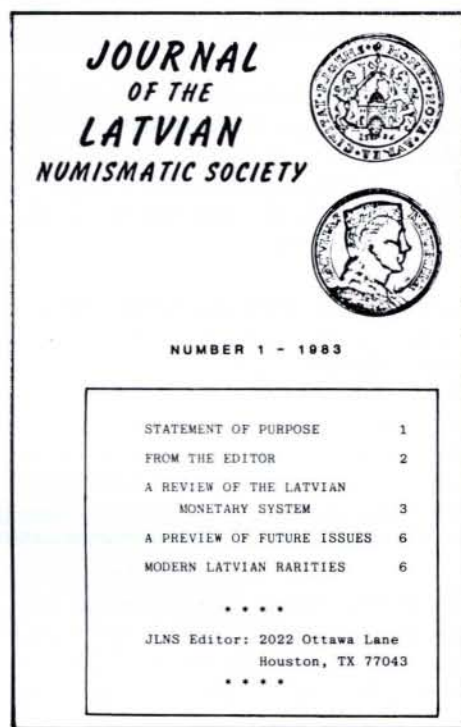 JOURNAL
OF THE
LATVIAN
NUMISMATIC SOCIETY
NUMBER 1 - 1983
STATEMENT OF PURPOSE 1
FROM THE EDITOR 2
A REVIEW OF THE LATVIAN
MONETARY SYSTEM 3
A PREVIEW OF FUTURE ISSUES 6
MODERN LATVIAN RARITIES 6
* * * *
JLNS Editor: 2022 Ottawa Lane
Houston, TX 77043
* * * *